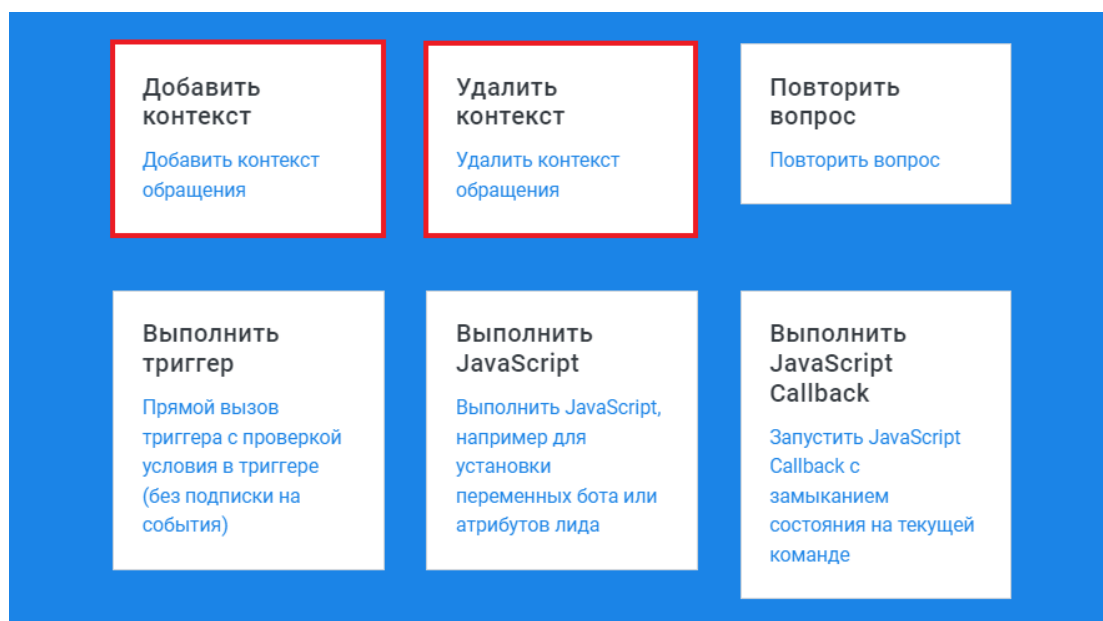 Добавить
контекст
Добавить контекст
обращения
Удалить
контекст
Удалить контекст
обращения
Повторить
вопрос
Повторить вопрос
Выполнить
триггер
Прямой вызов
триггера с проверкой
условия в триггере
(без подписки на
события)
Выполнить
JavaScript
Выполнить JavaScript,
например для
установки
переменных бота или
атрибутов лида
Выполнить
JavaScript
Callback
Запустить JavaScript
Callback с
замыканием
состояния на текущей
команде